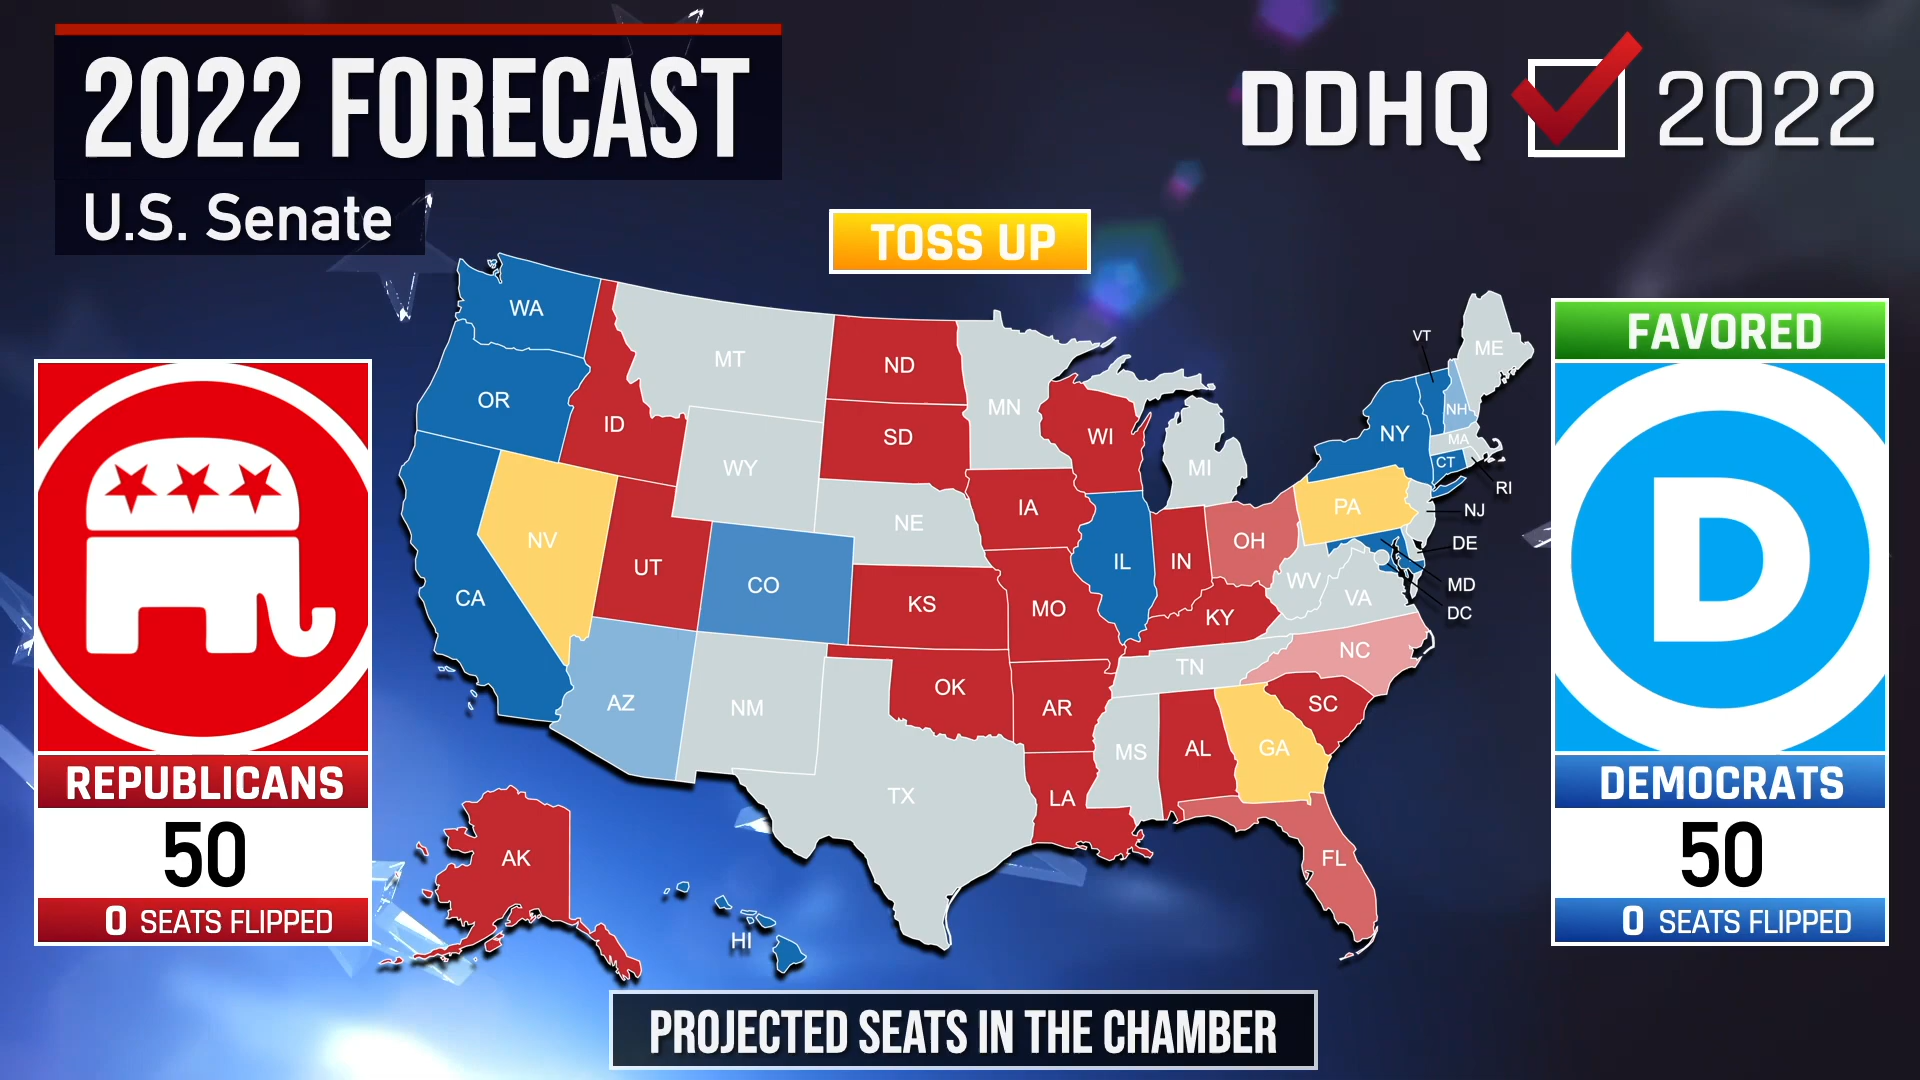 2022 FORECAST
U.S. Senate
DDHQ 2022
TOSS UP
FAVORED
REPUBLICANS
50
0 SEATS FLIPPED
DEMOCRATS
50
0 SEATS FLIPPED
WA
OR
CA
NV
ID
MT
WY
UT
AZ
CO
NM
ND
SD
NE
KS
OK
TX
MN
IA
MO
AR
LA
WI
IL
MI
IN
OH
KY
TN
MS
AL
GA
FL
SC
NC
VA
WV
PA
NY
VT
NH
ME
MA
CT
RI
NJ
DE
MD
DC
AK
HI
PROJECTED SEATS IN THE CHAMBER